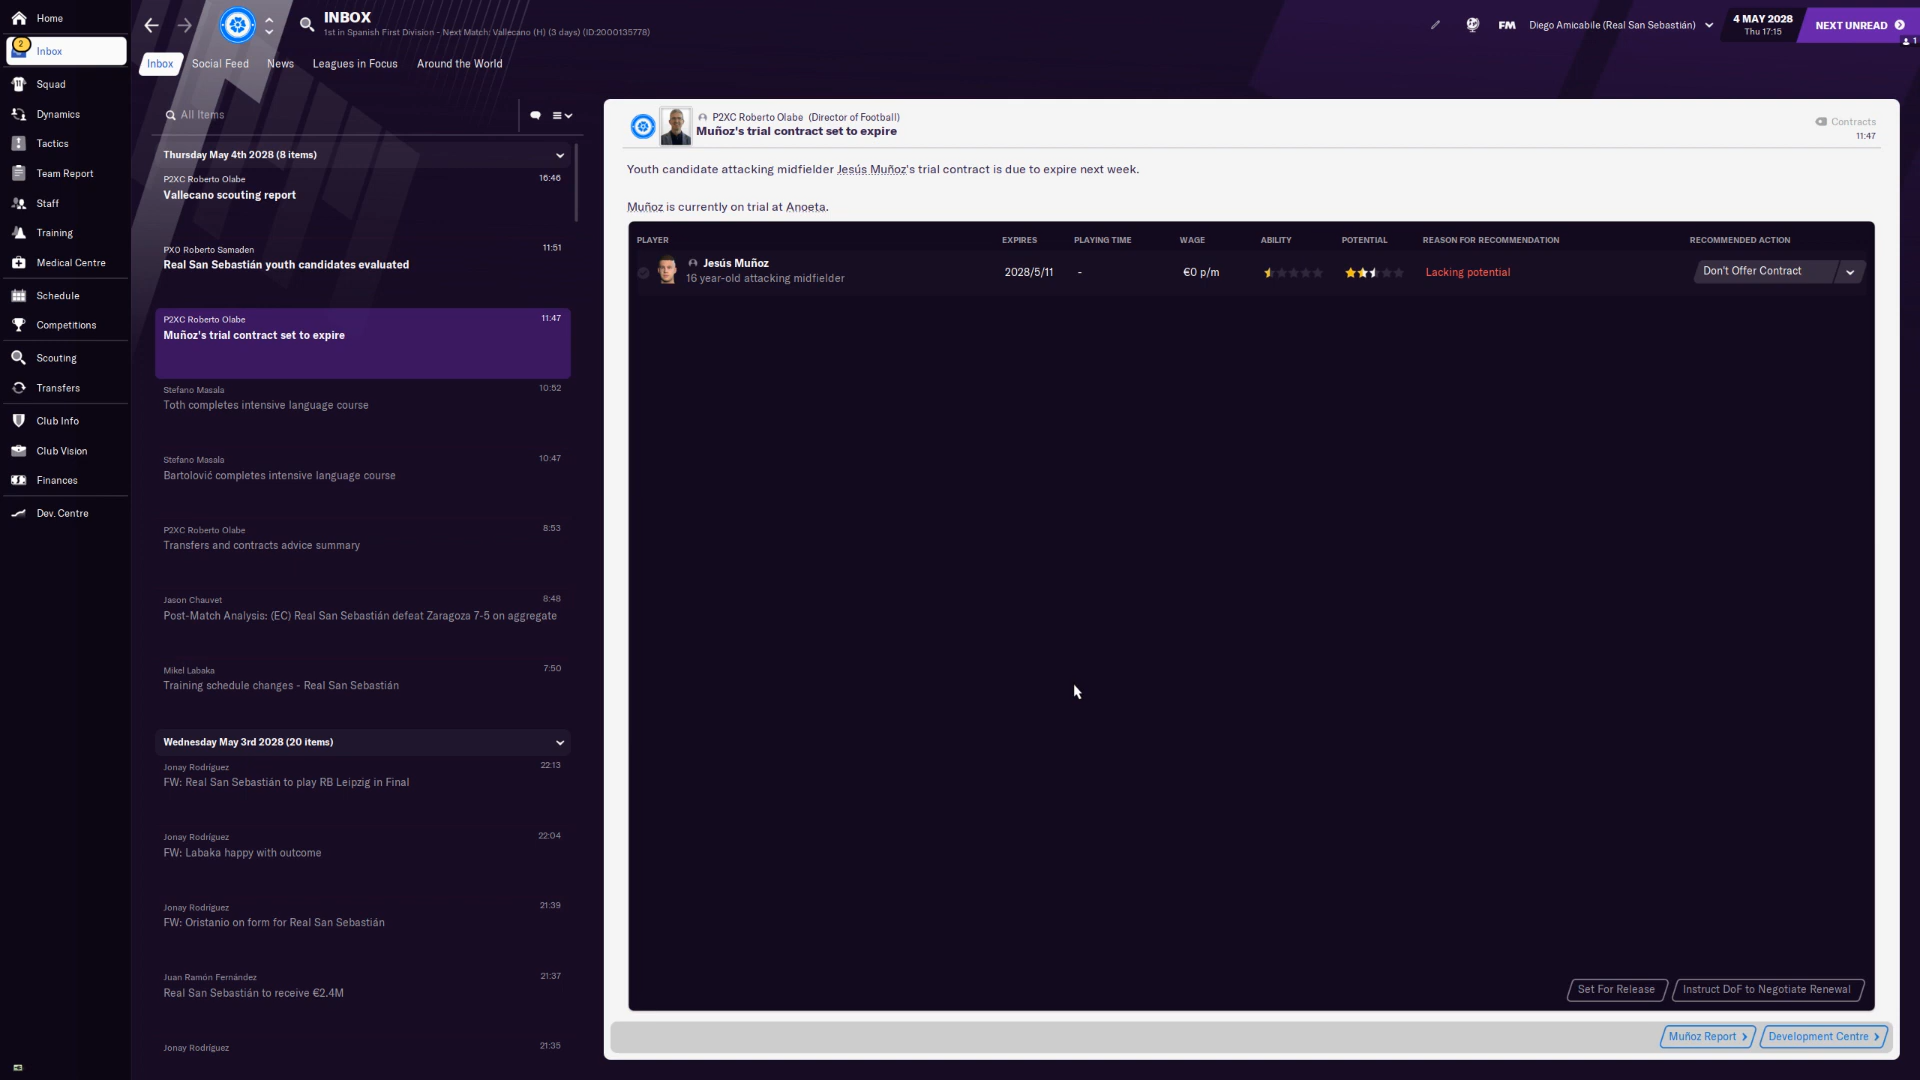 Home
2
Inbox
Squad
Dynamics
Tactics
Team Report
Staff
Training
Medical Centre
Schedule
Competitions
Scouting
Transfers
Club Info
Club Vision
Finances
Dev. Centre
INBOX
1st in Spanish First Division - Next Match: Vallecano (H) (3 days) (ID:2000135778)
FM
Diego Amicabile (Real San Sebastián)
4 MAY 2028
Thu 17:15
NEXT UNREAD
1
Inbox
Social Feed
News
Leagues in Focus
Around the World
All Items
Thursday May 4th 2028 (8 items)
P2XC Roberto Olabe 16:46
Vallecano scouting report
PXO Roberto Samaden 11:51
Real San Sebastián youth candidates evaluated
P2XC Roberto Olabe 11:47
Muñoz's trial contract set to expire
Stefano Masala 10:52
Toth completes intensive language course
Stefano Masala 10:47
Bartolović completes intensive language course
P2XC Roberto Olabe 8:53
Transfers and contracts advice summary
Jason Chauvet 8:48
Post-Match Analysis: (EC) Real San Sebastián defeat Zaragoza 7-5 on aggregate
Mikel Labaka 7:50
Training schedule changes - Real San Sebastián
Wednesday May 3rd 2028 (20 items)
Jonay Rodríguez 22:13
FW: Real San Sebastián to play RB Leipzig in Final
Jonay Rodríguez 22:04
FW: Labaka happy with outcome
Jonay Rodríguez 21:39
FW: Oristanio on form for Real San Sebastián
Juan Ramón Fernández 21:37
Real San Sebastián to receive €2.4M
Jonay Rodríguez 21:35
P2XC Roberto Olabe (Director of Football)
Muñoz's trial contract set to expire
Contracts
11:47
Youth candidate attacking midfielder Jesús Muñoz's trial contract is due to expire next week.
Muñoz is currently on trial at Anoeta.
PLAYER EXPIRES PLAYING TIME WAGE ABILITY POTENTIAL REASON FOR RECOMMENDATION RECOMMENDED ACTION
Jesús Muñoz
16 year-old attacking midfielder
2028/5/11 - €0 p/m Lacking potential Don't Offer Contract
Set For Release
Instruct DoF to Negotiate Renewal
Muñoz Report
Development Centre